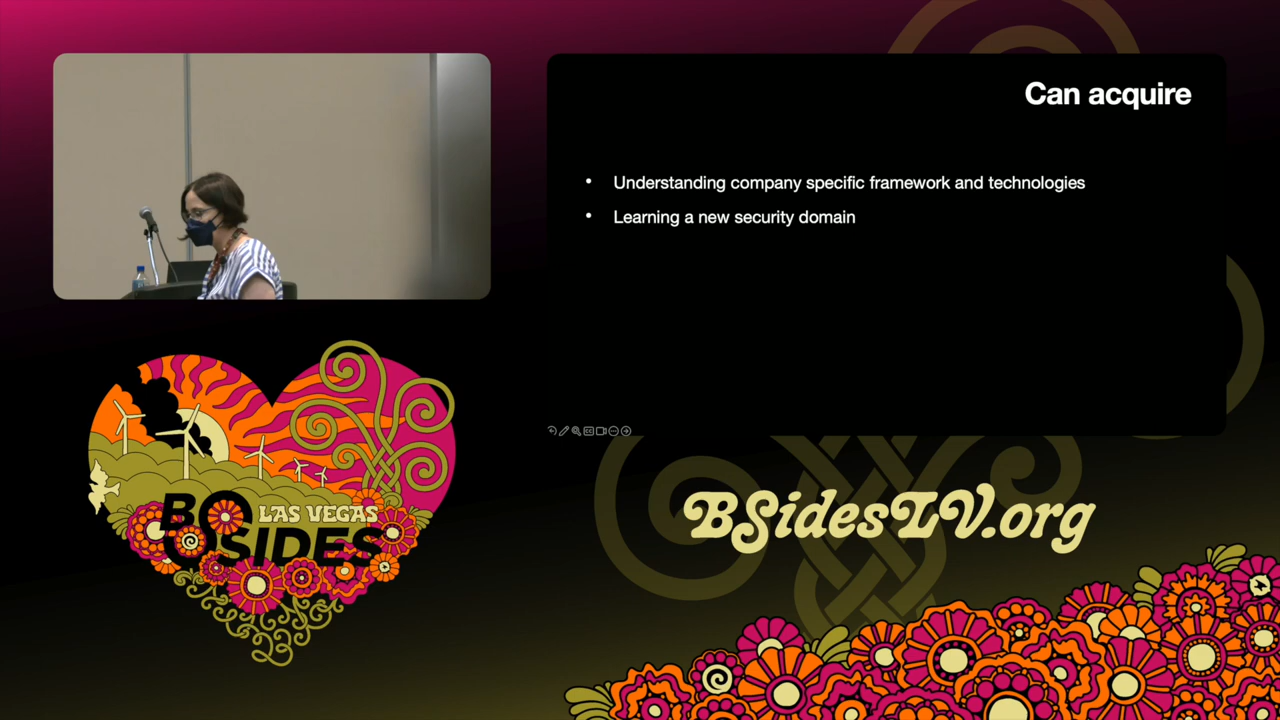 Can acquire
• Understanding company specific framework and technologies
• Learning a new security domain
LAS VEGAS
BSIDES
BSidesLV.org